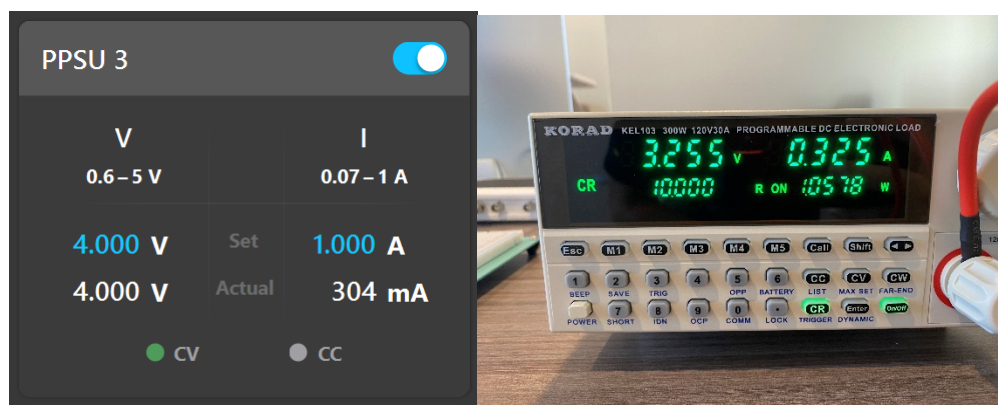 PPSU 3
V
I
0.6 – 5 V
0.07 – 1 A
4.000 V
Set
1.000 A
4.000 V
Actual
304 mA
CV
CC
KORAD KEL103 300W 120V30A PROGRAMMABLE DC ELECTRONIC LOAD
3.255 V 0.325 A
CR 10.000 R ON 1.0578 W
Esc M1 M2 M3 M4 M5 Call Shift
1 2 3 4 5 6 CC CV CW
BEEP SAVE TRIG OPP BATTERY LIST MAX SET FAR-END
7 8 9 0 . CR Enter On/Off
POWER SHORT IDN OCP COMM LOCK TRIGGER DYNAMIC